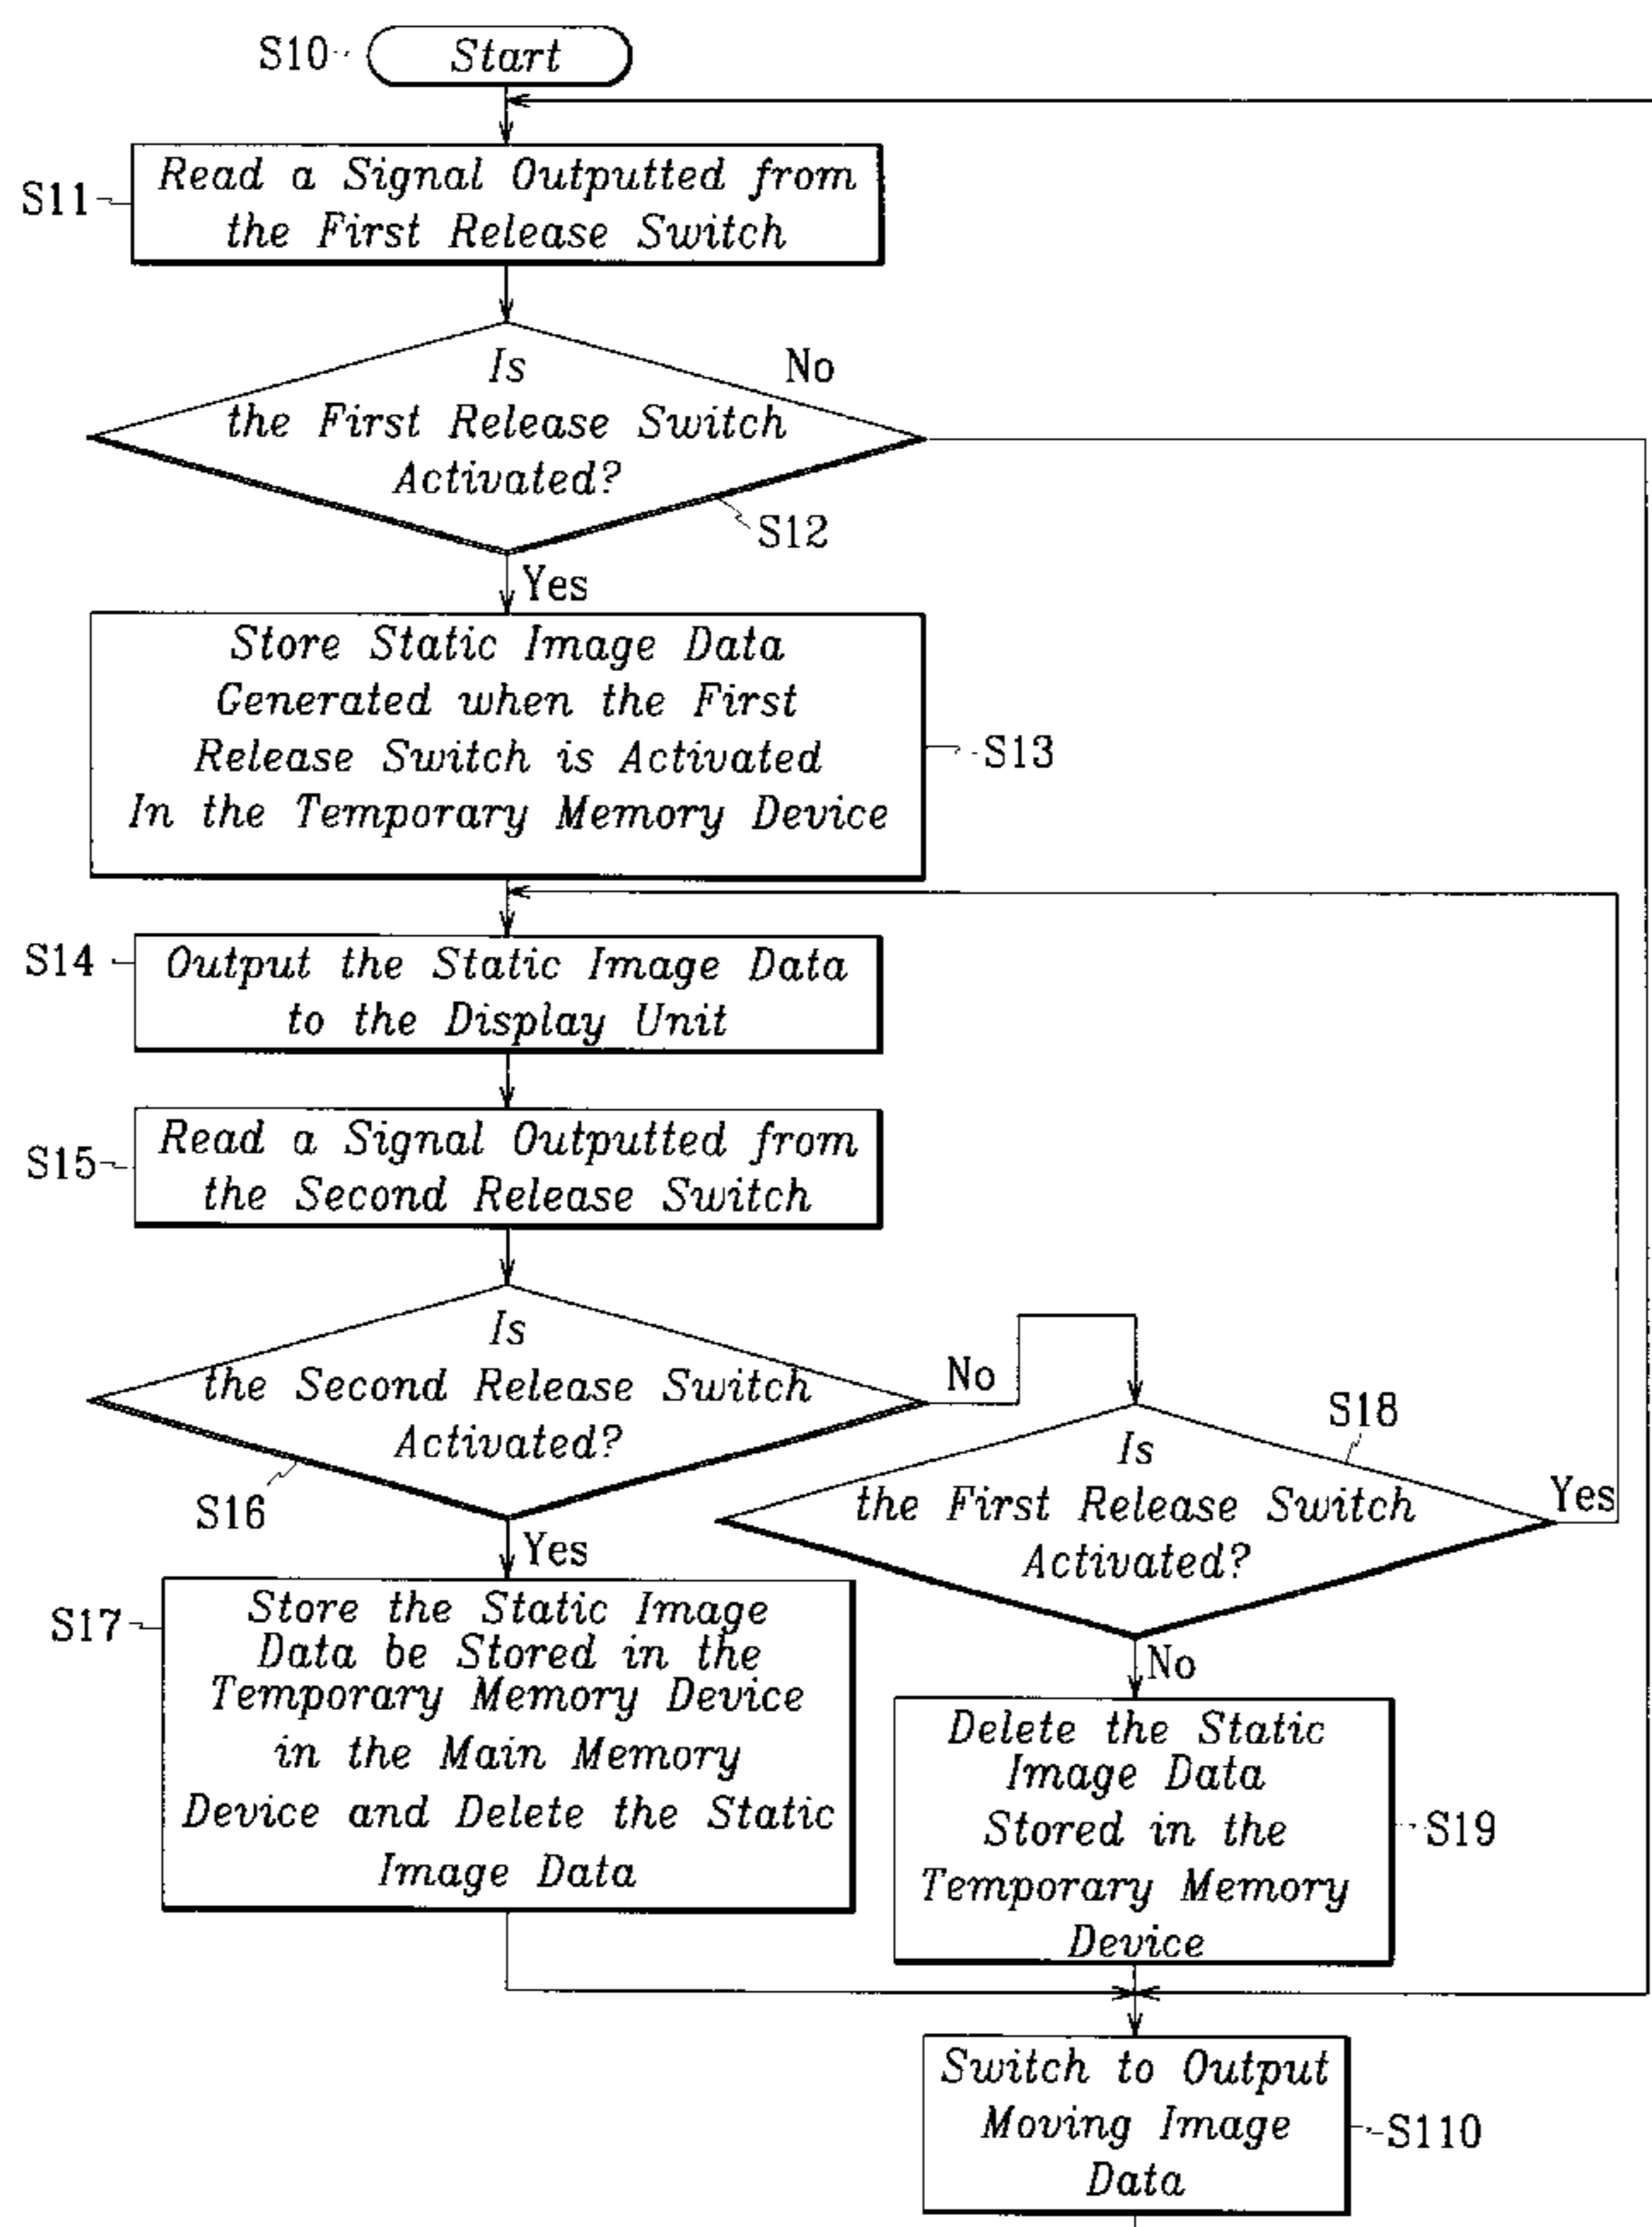 S10
Start
S11
Read a Signal Outputted from
the First Release Switch
Is
the First Release Switch
Activated?
No
S12
Yes
Store Static Image Data
Generated when the First
Release Switch is Activated
In the Temporary Memory Device
S13
S14
Output the Static Image Data
to the Display Unit
S15
Read a Signal Outputted from
the Second Release Switch
Is
the Second Release Switch
Activated?
No
S16
Yes
S18
Is
the First Release Switch
Activated?
Yes
No
S17
Store the Static Image
Data be Stored in the
Temporary Memory Device
in the Main Memory
Device and Delete the Static
Image Data
Delete the Static
Image Data
Stored in the
Temporary Memory
Device
S19
Switch to Output
Moving Image
Data
S110